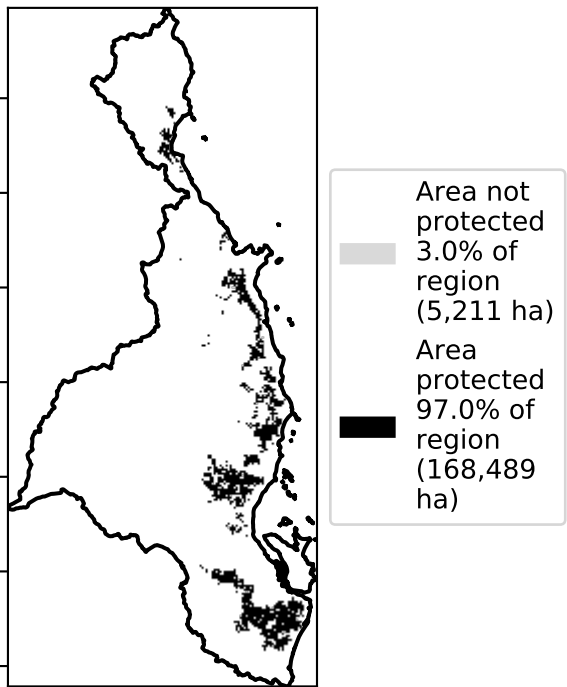 Area not
protected
3.0% of
region
(5,211 ha)
Area
protected
97.0% of
region
(168,489
ha)